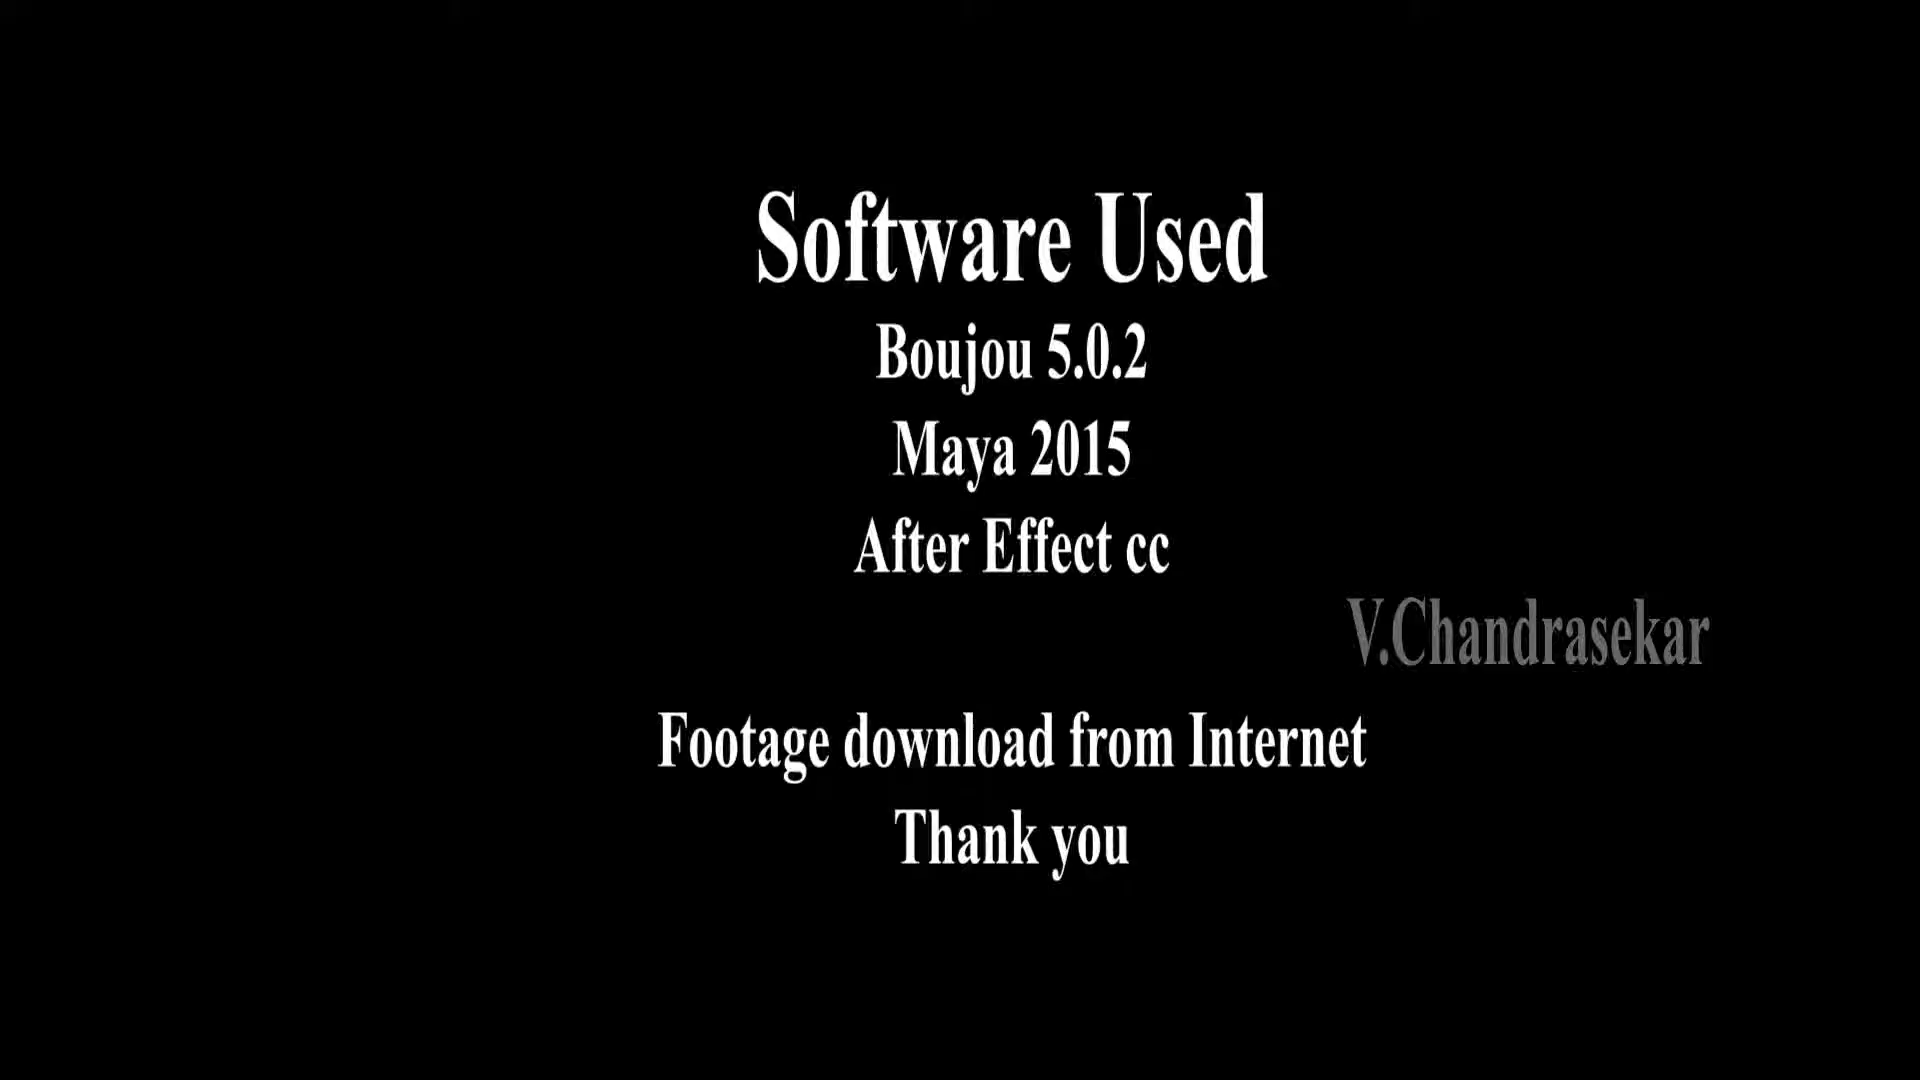 Software Used
Boujou 5.0.2
Maya 2015
After Effect cc
V.Chandrasekar
Footage download from Internet
Thank you